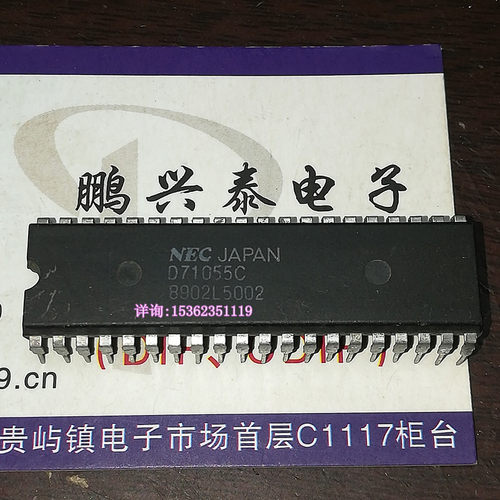 鹏兴泰电子
NEC JAPAN
D71055C
8902L5002
详询:15362351119
9.cn
贵屿镇电子市场首层C1117柜台